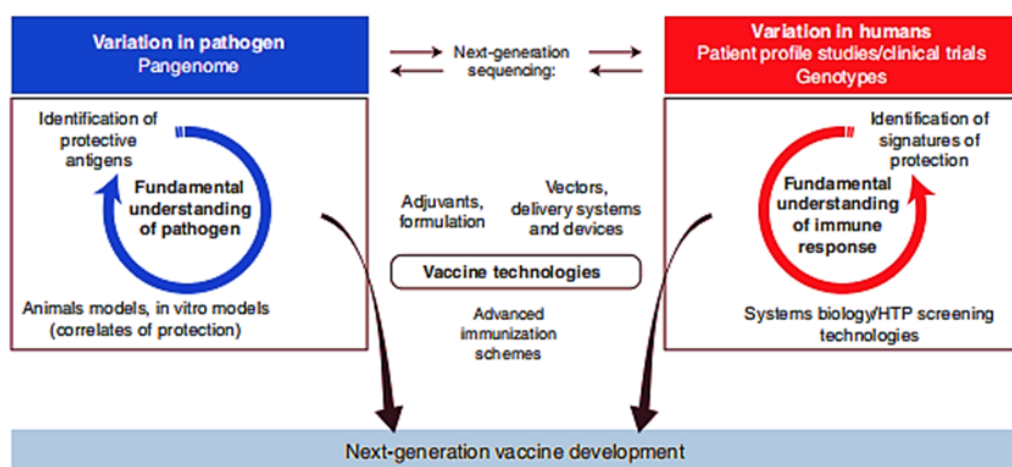 Variation in pathogen
Pangenome
Next-generation
sequencing:
Variation in humans
Patient profile studies/clinical trials
Genotypes
Identification of
protective
antigens
Fundamental
understanding
of pathogen
Animals models, in vitro models
(correlates of protection)
Adjuvants,
formulation
Vectors,
delivery systems
and devices
Vaccine technologies
Advanced
immunization
schemes
Identification of
signatures of
protection
Fundamental
understanding
of immune
response
Systems biology/HTP screening
technologies
Next-generation vaccine development